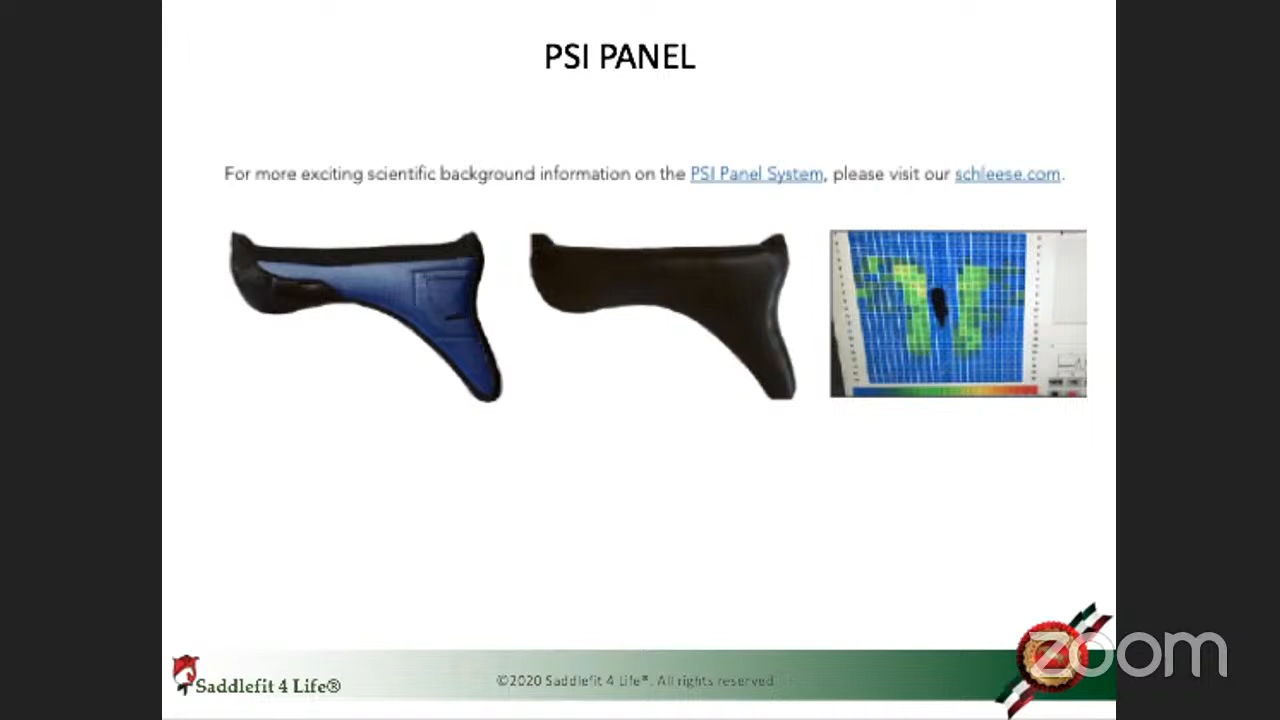 PSI PANEL
For more exciting scientific background information on the PSI Panel System, please visit our schleese.com.
Saddlefit 4 Life®
©2020 Saddlefit 4 Life®. All rights reserved
zoom